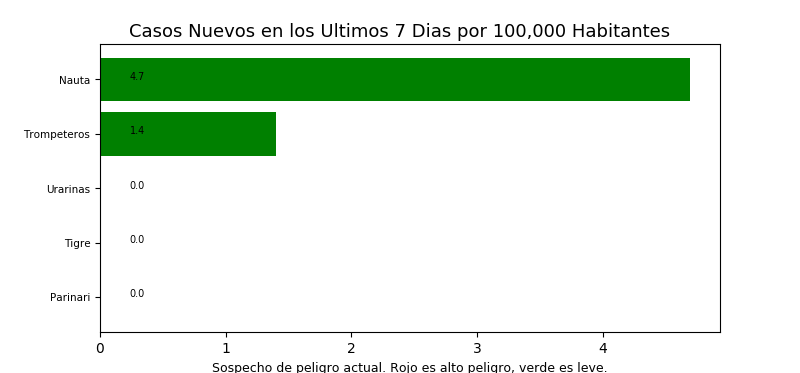 Casos Nuevos en los Ultimos 7 Dias por 100,000 Habitantes
Nauta 4.7
Trompeteros 1.4
Urarinas 0.0
Tigre 0.0
Parinari 0.0
0 1 2 3 4
Sospecho de peligro actual. Rojo es alto peligro, verde es leve.